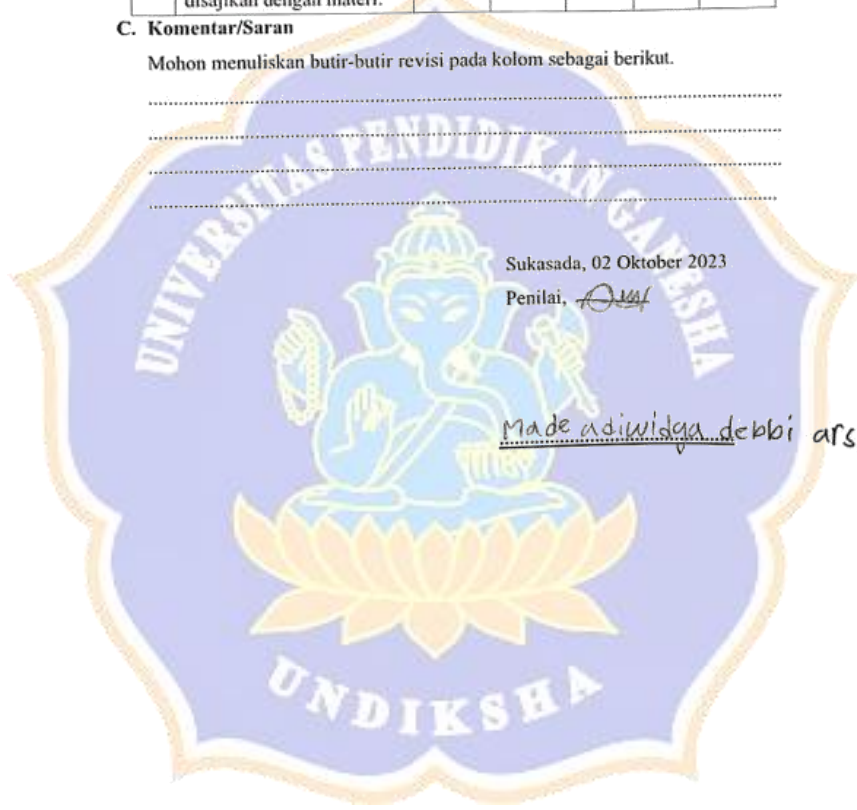 disajikan dengan materi.
C. Komentar/Saran
Mohon menuliskan butir-butir revisi pada kolom sebagai berikut.
UNIVERSITAS PENDIDIKAN GANESHA
Sukasada, 02 Oktober 2023
Penilai,
Made adiwidya debbi ars
UNDIKSHA